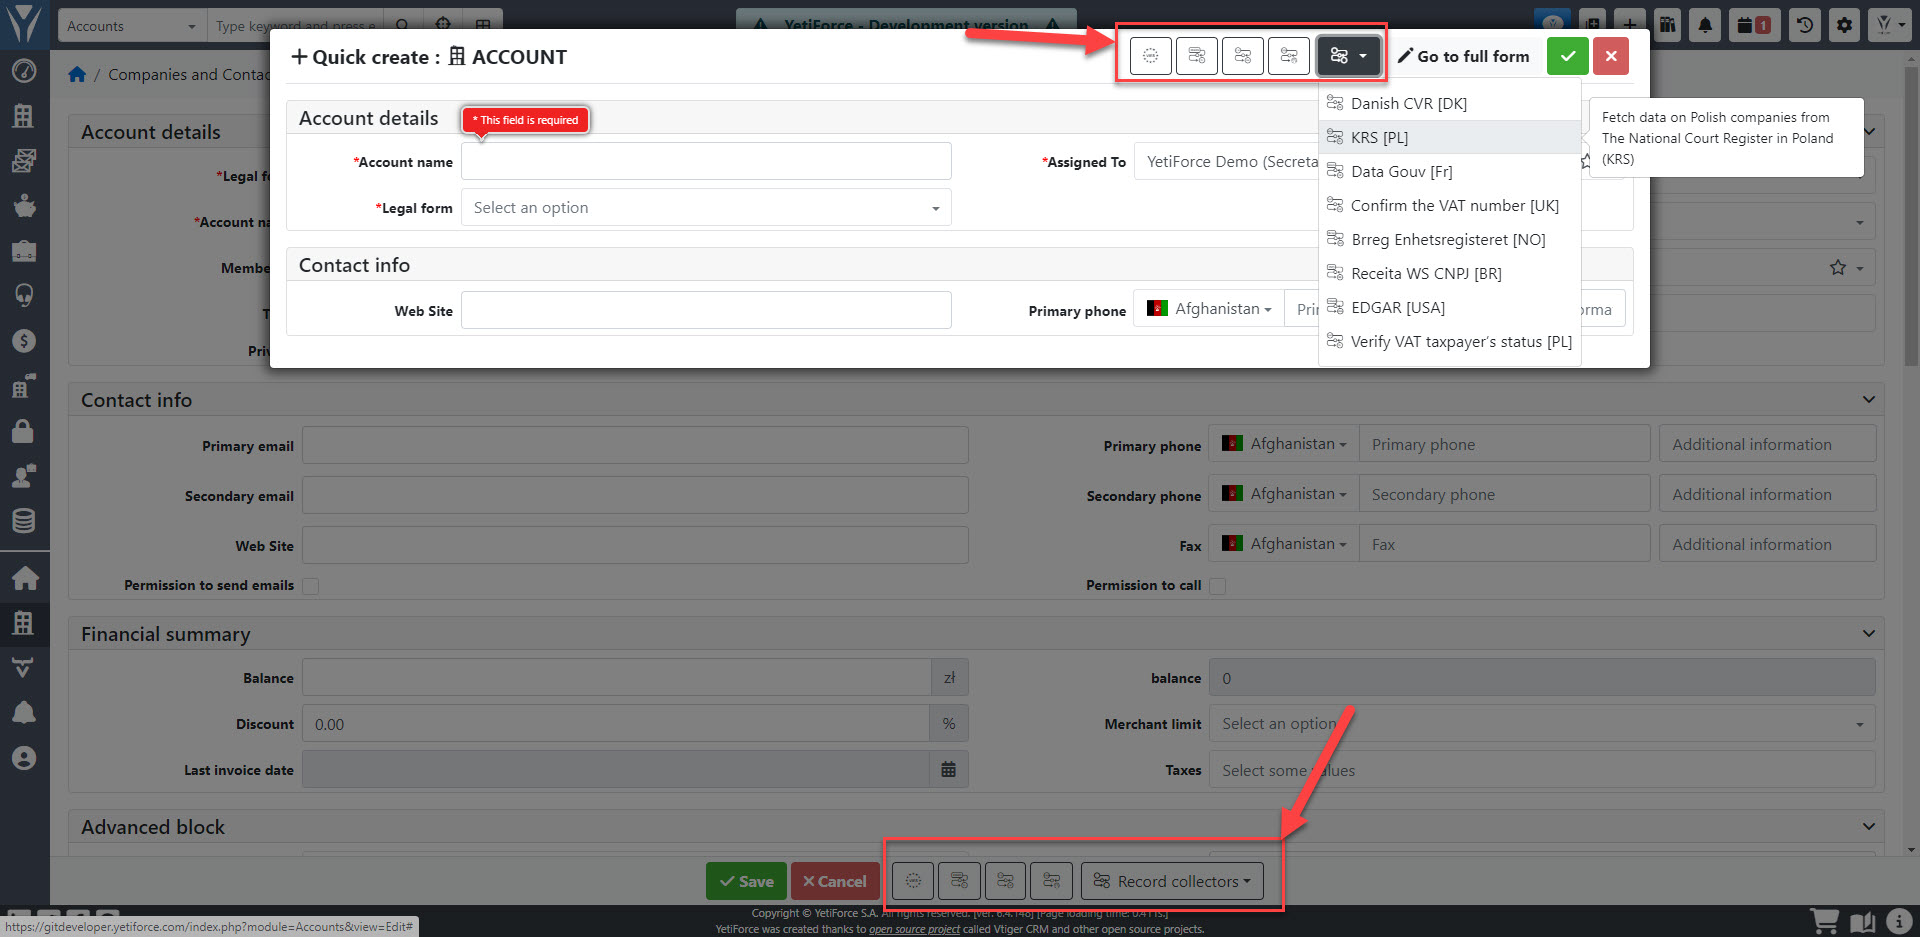 Accounts
Type keyword and press e
YetiForce - Development version
1
/ Companies and Contac
Quick create : ACCOUNT
Go to full form
Account details
* This field is required
*Account name
*Assigned To
YetiForce Demo (Secreta
*Legal form
Select an option
Contact info
Web Site
Primary phone
Afghanistan
Pri
orma
Danish CVR [DK]
KRS [PL]
Data Gouv [Fr]
Confirm the VAT number [UK]
Brreg Enhetsregisteret [NO]
Receita WS CNPJ [BR]
EDGAR [USA]
Verify VAT taxpayer's status [PL]
Fetch data on Polish companies from
The National Court Register in Poland
(KRS)
Account details
*Legal fo
*Account na
Membe
T
Priv
Contact info
Primary email
Primary phone
Afghanistan
Primary phone
Additional information
Secondary email
Secondary phone
Afghanistan
Secondary phone
Additional information
Web Site
Fax
Afghanistan
Fax
Additional information
Permission to send emails
Permission to call
Financial summary
Balance
zł
balance
0
Discount
0.00
%
Merchant limit
Select an option
Last invoice date
Taxes
Select some values
Advanced block
Save
Cancel
Record collectors
Copyright © YetiForce S.A. All rights reserved. [ver. 6.4.148] [Page loading time: 0.411s.]
YetiForce was created thanks to open source project called Vtiger CRM and other open source projects.
https://gitdeveloper.yetiforce.com/index.php?module=Accounts&view=Edit#